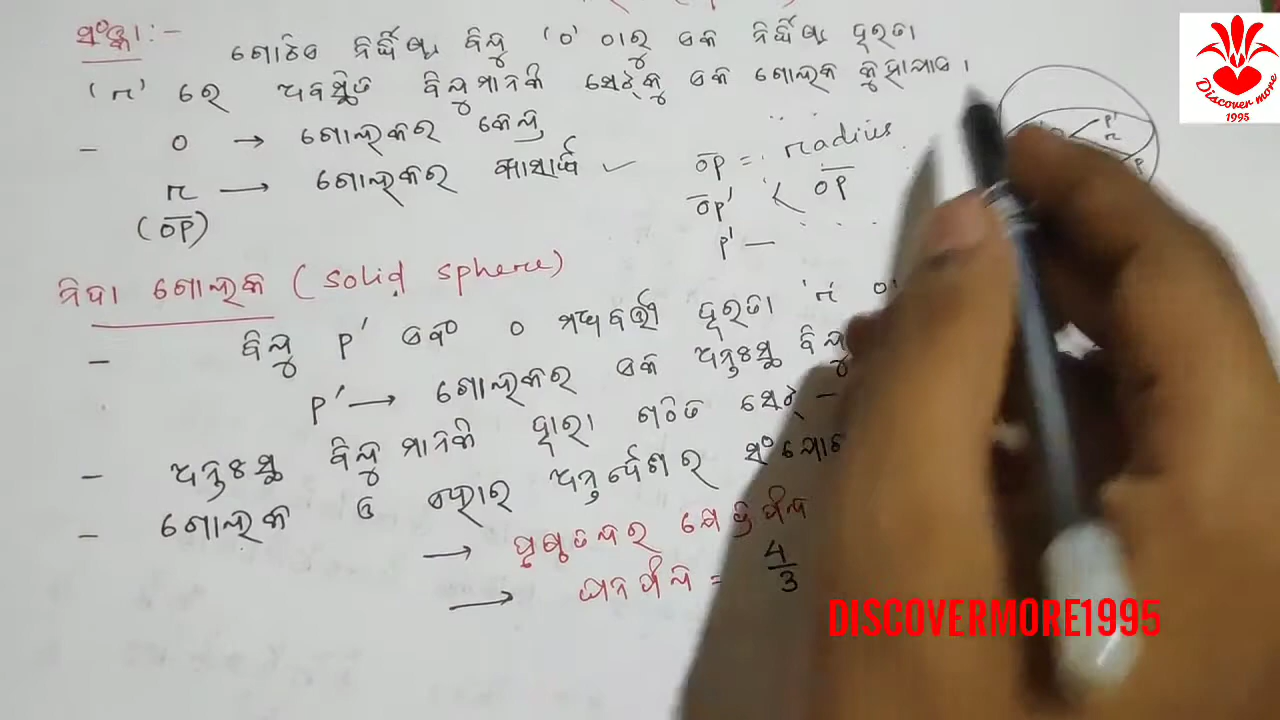 ସଂଜ୍ଞା :-
ଗୋଟିଏ ନିର୍ଦ୍ଦିଷ୍ଟ ବିନ୍ଦୁ 'O' ଠାରୁ ଏକ ନିର୍ଦ୍ଦିଷ୍ଟ ଦୂରତା
'r' ରେ ଅବସ୍ଥିତ ବିନ୍ଦୁମାନଙ୍କ ସେଟ୍‌କୁ ଏକ ଗୋଲକ କୁହାଯାଏ ।
- O → ଗୋଲକର କେନ୍ଦ୍ର
r → ଗୋଲକର ବ୍ୟାସାର୍ଦ୍ଧ ✓
(OP)
OP = radius
OP' < OP
P' —
ନିଦା ଗୋଲକ (Solid sphere)
- ବିନ୍ଦୁ P' ଏବଂ O ମଧ୍ୟବର୍ତ୍ତୀ ଦୂରତା 'r'
P' → ଗୋଲକର ଏକ ଅନ୍ତଃସ୍ଥ ବିନ୍ଦୁ
- ଅନ୍ତଃସ୍ଥ ବିନ୍ଦୁମାନଙ୍କ ଦ୍ୱାରା ଗଠିତ ସେଟ୍ -
- ଗୋଲକ ଓ ଏହାର ଅନ୍ତର୍ଦେଶର
→ ପୃଷ୍ଠତଳର କ୍ଷେତ୍ରଫଳ
→ ଘନଫଳ = 4/3
P'
r
P
Discover more
1995
DISCOVERMORE1995